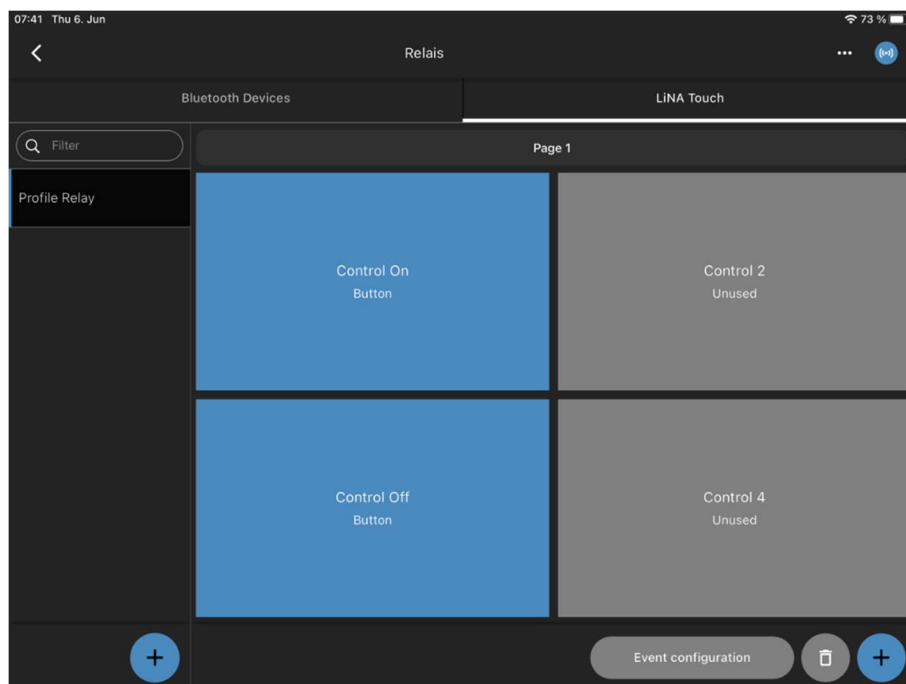 07:41 Thu 6. Jun
73 %
Relais
Bluetooth Devices
LiNA Touch
Filter
Page 1
Profile Relay
Control On
Button
Control 2
Unused
Control Off
Button
Control 4
Unused
Event configuration